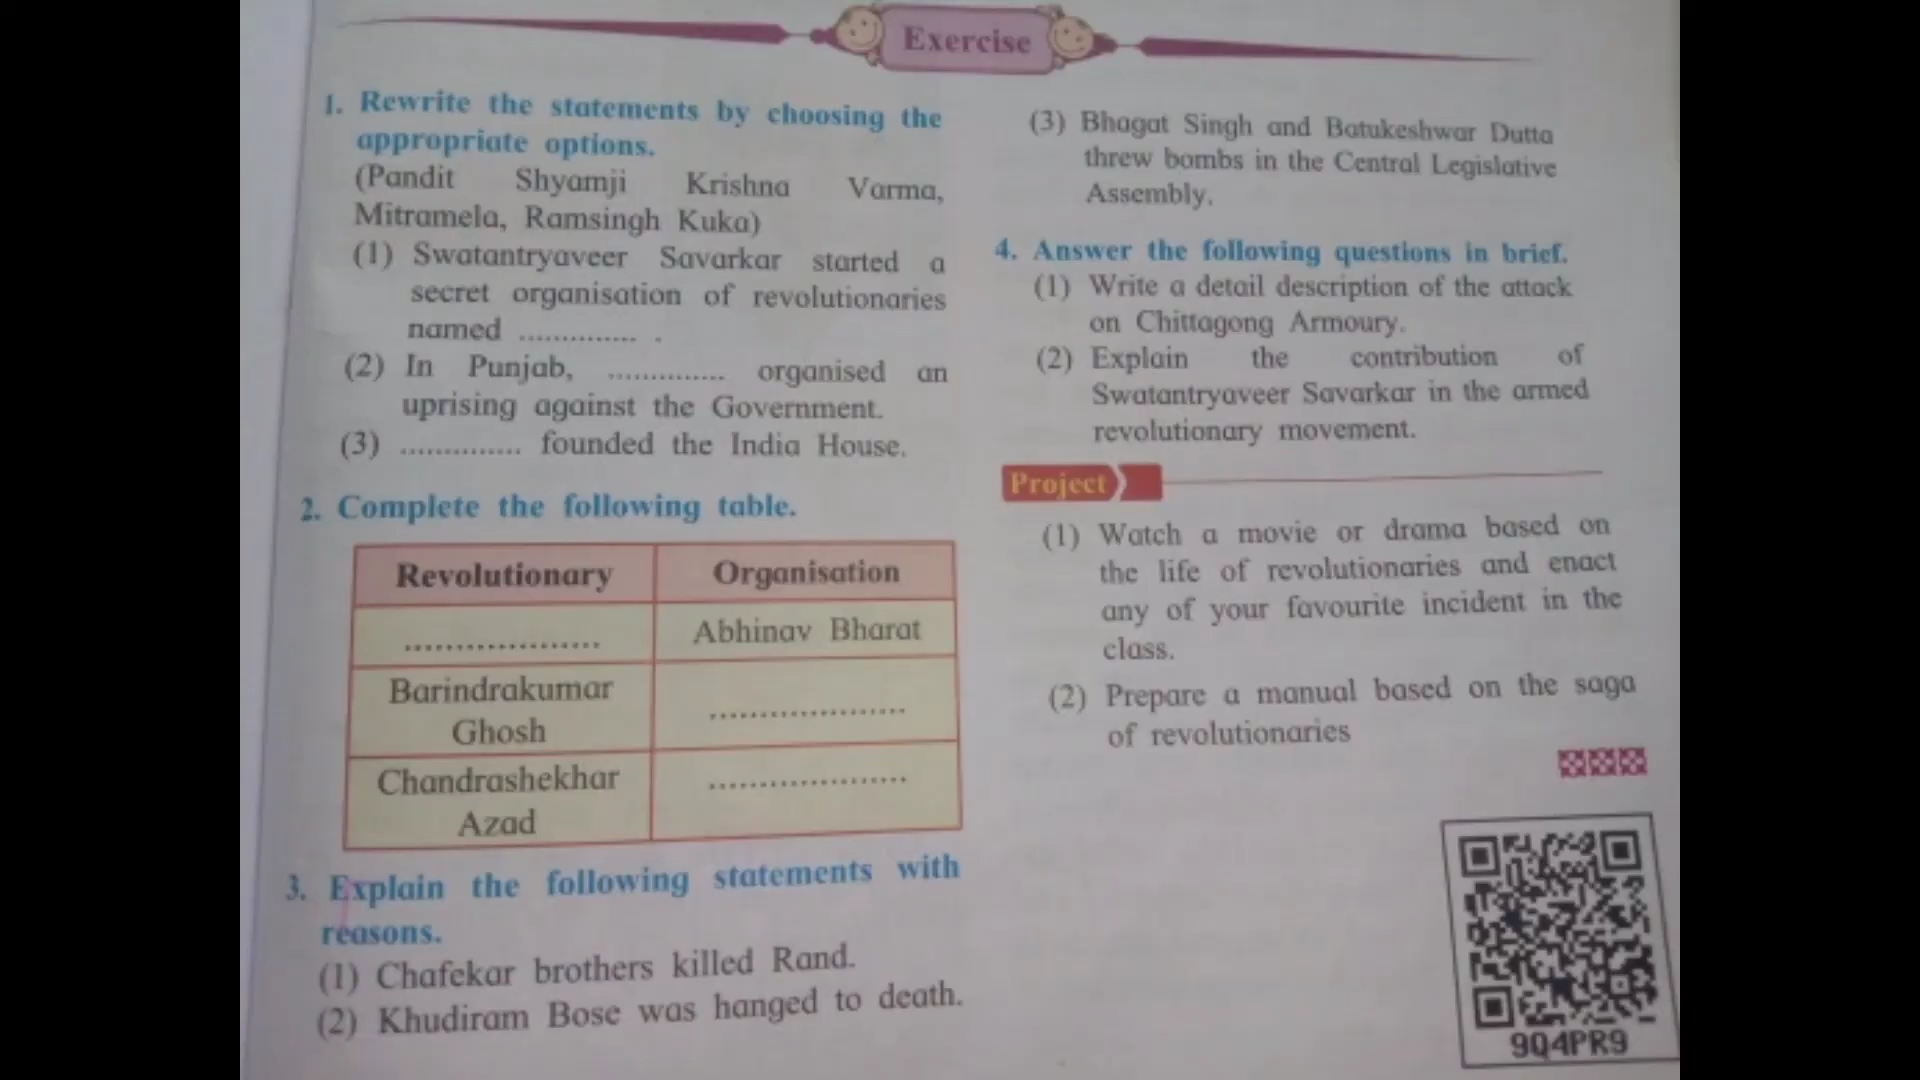 Exercise
1. Rewrite the statements by choosing the
appropriate options.
(Pandit Shyamji Krishna Varma,
Mitramela, Ramsingh Kuka)
(1) Swatantryaveer Savarkar started a
secret organisation of revolutionaries
named .............. .
(2) In Punjab, .............. organised an
uprising against the Government.
(3) .............. founded the India House.
2. Complete the following table.
Revolutionary Organisation
................... Abhinav Bharat
Barindrakumar
Ghosh ...................
Chandrashekhar
Azad ...................
3. Explain the following statements with
reasons.
(1) Chafekar brothers killed Rand.
(2) Khudiram Bose was hanged to death.
(3) Bhagat Singh and Batukeshwar Dutta
threw bombs in the Central Legislative
Assembly.
4. Answer the following questions in brief.
(1) Write a detail description of the attack
on Chittagong Armoury.
(2) Explain the contribution of
Swatantryaveer Savarkar in the armed
revolutionary movement.
Project
(1) Watch a movie or drama based on
the life of revolutionaries and enact
any of your favourite incident in the
class.
(2) Prepare a manual based on the saga
of revolutionaries
9Q4PR9